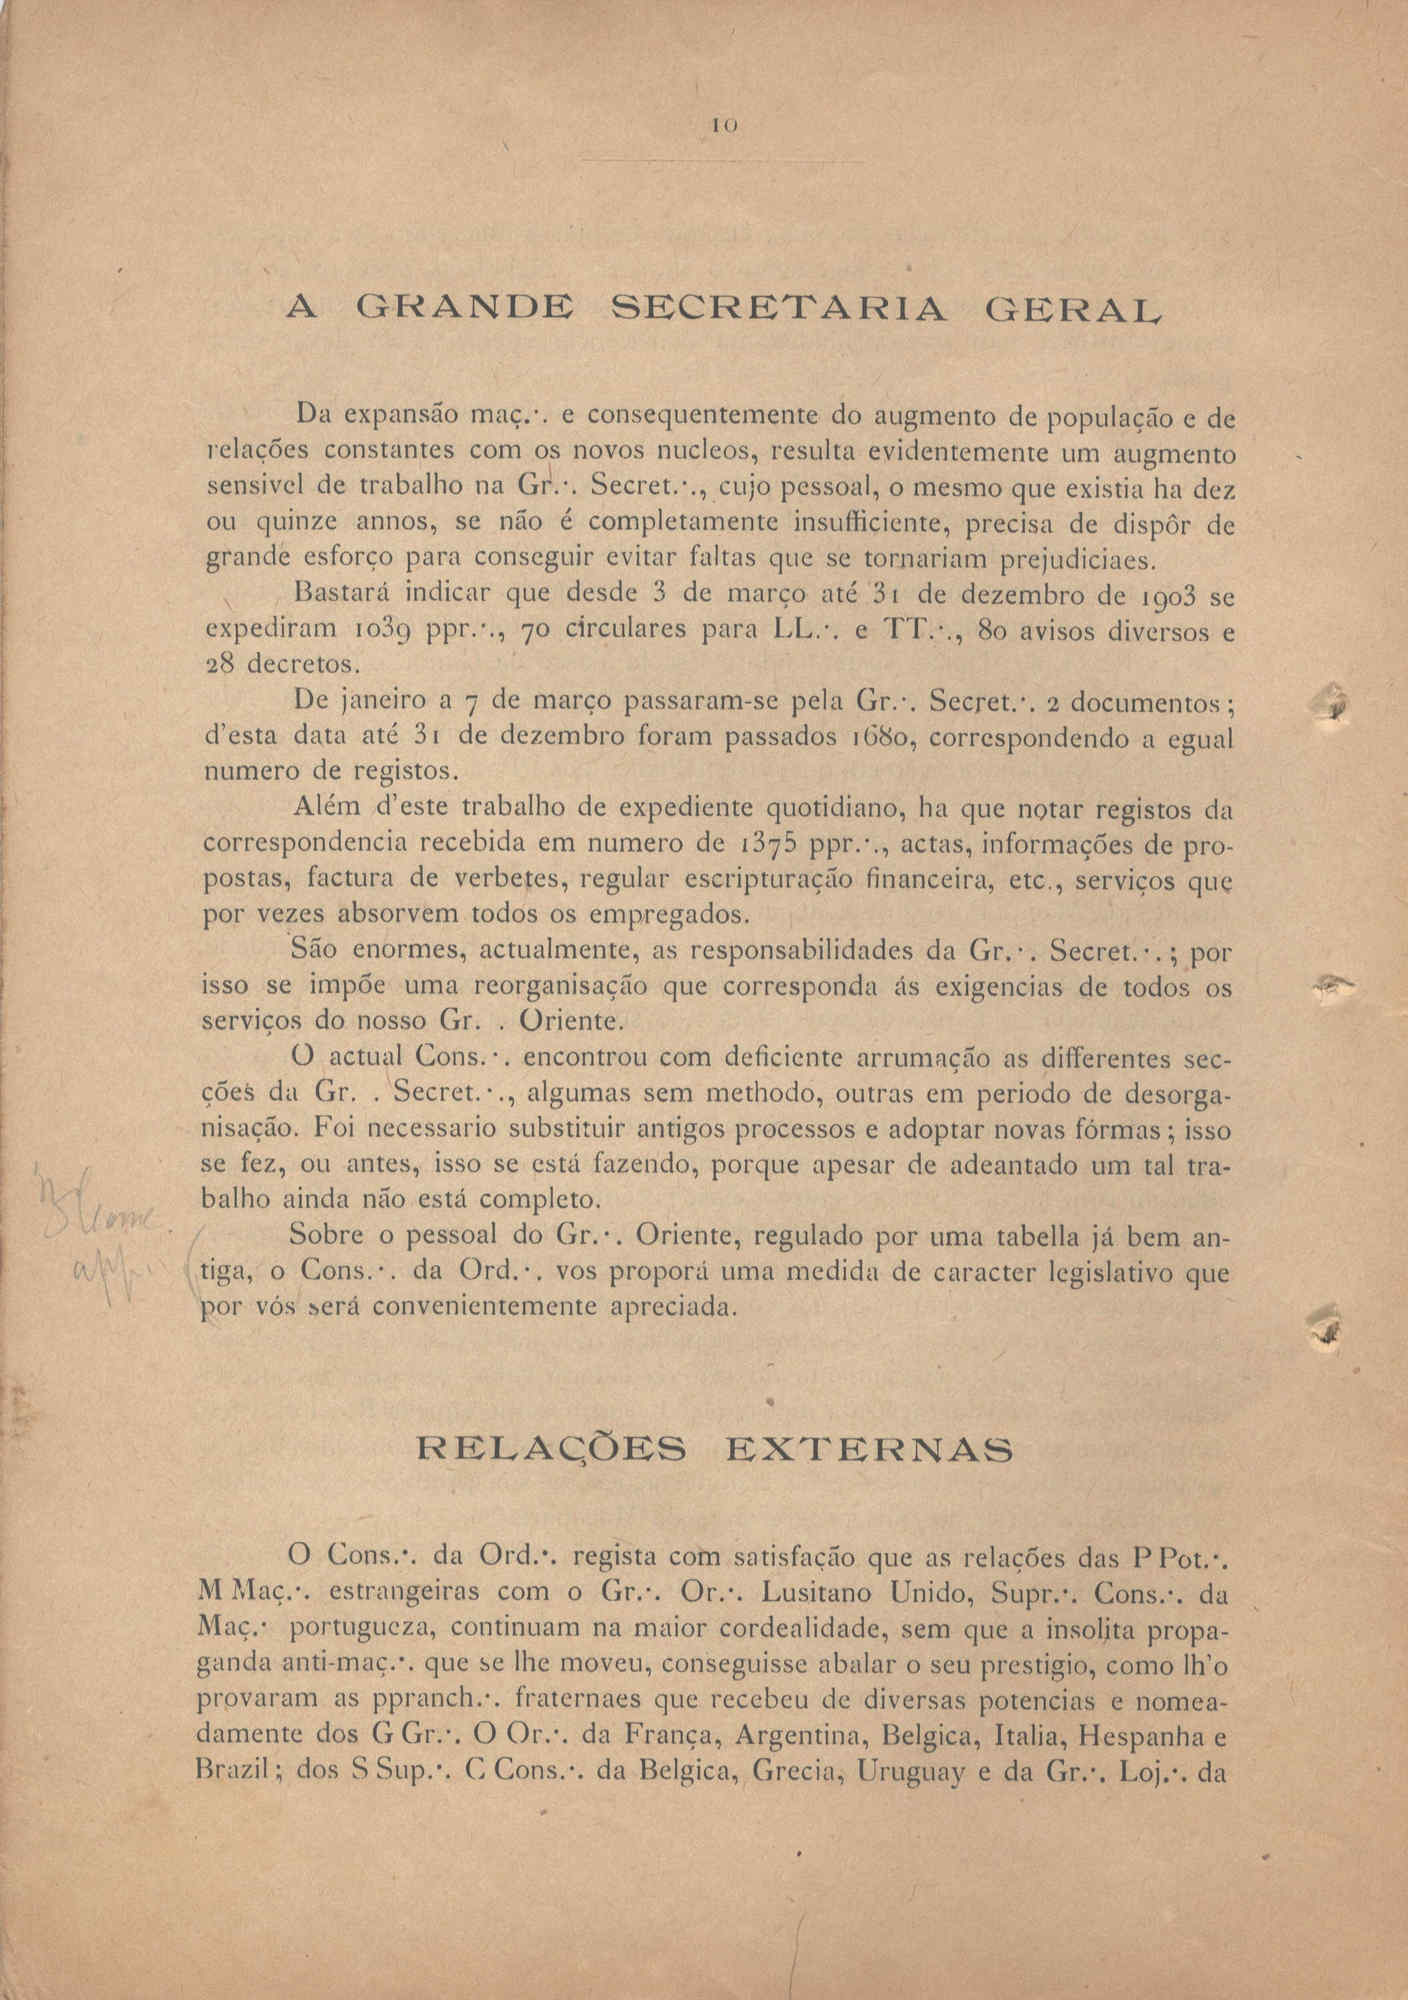 10
A GRANDE SECRETARIA GERAL
Da expansão maç.·. e consequentemente do augmento de população e de
relações constantes com os novos nucleos, resulta evidentemente um augmento
sensivel de trabalho na Gr.·. Secret.·., cujo pessoal, o mesmo que existia ha dez
ou quinze annos, se não é completamente insufficiente, precisa de dispôr de
grande esforço para conseguir evitar faltas que se tornariam prejudiciaes.
Bastará indicar que desde 3 de março até 31 de dezembro de 1903 se
expediram 1039 ppr.·., 70 circulares para LL.·. e TT.·., 80 avisos diversos e
28 decretos.
De janeiro a 7 de março passaram-se pela Gr.·. Secret.·. 2 documentos;
d'esta data até 31 de dezembro foram passados 1680, correspondendo a egual
numero de registos.
Além d'este trabalho de expediente quotidiano, ha que notar registos da
correspondencia recebida em numero de 1375 ppr.·., actas, informações de pro-
postas, factura de verbetes, regular escripturação financeira, etc., serviços que
por vezes absorvem todos os empregados.
São enormes, actualmente, as responsabilidades da Gr.·. Secret.·.; por
isso se impõe uma reorganisação que corresponda ás exigencias de todos os
serviços do nosso Gr. . Oriente.
O actual Cons.·. encontrou com deficiente arrumação as differentes sec-
ções da Gr. . Secret.·., algumas sem methodo, outras em periodo de desorga-
nisação. Foi necessario substituir antigos processos e adoptar novas fórmas; isso
se fez, ou antes, isso se está fazendo, porque apesar de adeantado um tal tra-
balho ainda não está completo.
Sobre o pessoal do Gr.·. Oriente, regulado por uma tabella já bem an-
tiga, o Cons.·. da Ord.·. vos proporá uma medida de caracter legislativo que
por vós será convenientemente apreciada.
RELAÇÕES EXTERNAS
O Cons.·. da Ord.·. regista com satisfação que as relações das P Pot.·.
M Maç.·. estrangeiras com o Gr.·. Or.·. Lusitano Unido, Supr.·. Cons.·. da
Maç.· portugueza, continuam na maior cordealidade, sem que a insolita propa-
ganda anti-maç.·. que se lhe moveu, conseguisse abalar o seu prestigio, como lh'o
provaram as ppranch.·. fraternaes que recebeu de diversas potencias e nomea-
damente dos G Gr.·. O Or.·. da França, Argentina, Belgica, Italia, Hespanha e
Brazil; dos S Sup.·. C Cons.·. da Belgica, Grecia, Uruguay e da Gr.·. Loj.·. da